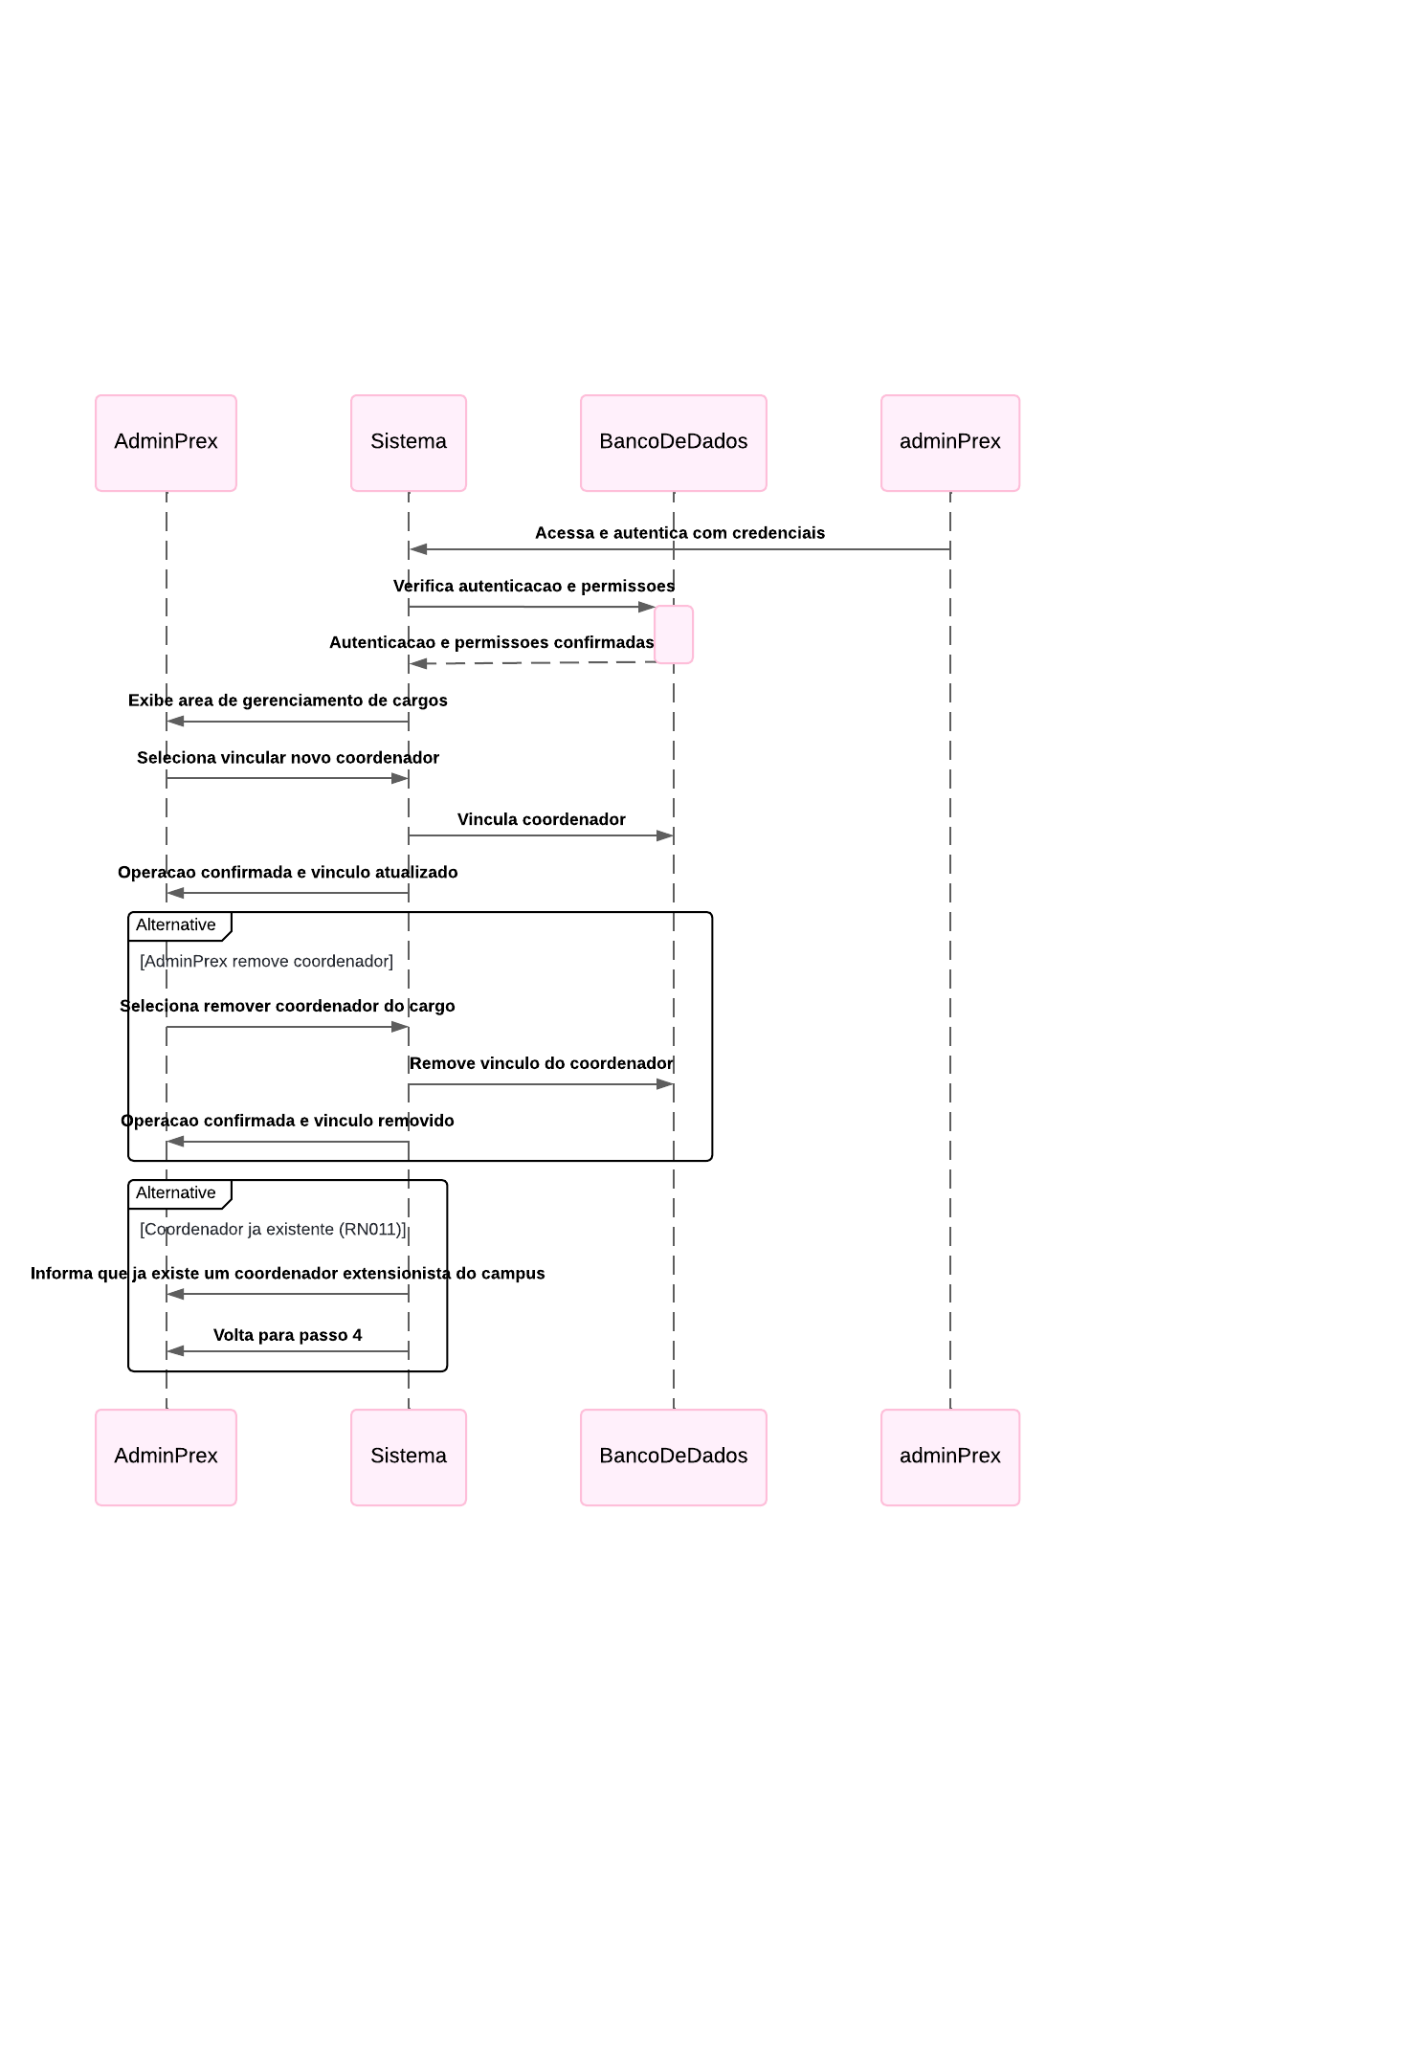 AdminPrex
Sistema
BancoDeDados
adminPrex
Acessa e autentica com credenciais
Verifica autenticacao e permissoes
Autenticacao e permissoes confirmadas
Exibe area de gerenciamento de cargos
Seleciona vincular novo coordenador
Vincula coordenador
Operacao confirmada e vinculo atualizado
Alternative
[AdminPrex remove coordenador]
Seleciona remover coordenador do cargo
Remove vinculo do coordenador
Operacao confirmada e vinculo removido
Alternative
[Coordenador ja existente (RN011)]
Informa que ja existe um coordenador extensionista do campus
Volta para passo 4
AdminPrex
Sistema
BancoDeDados
adminPrex